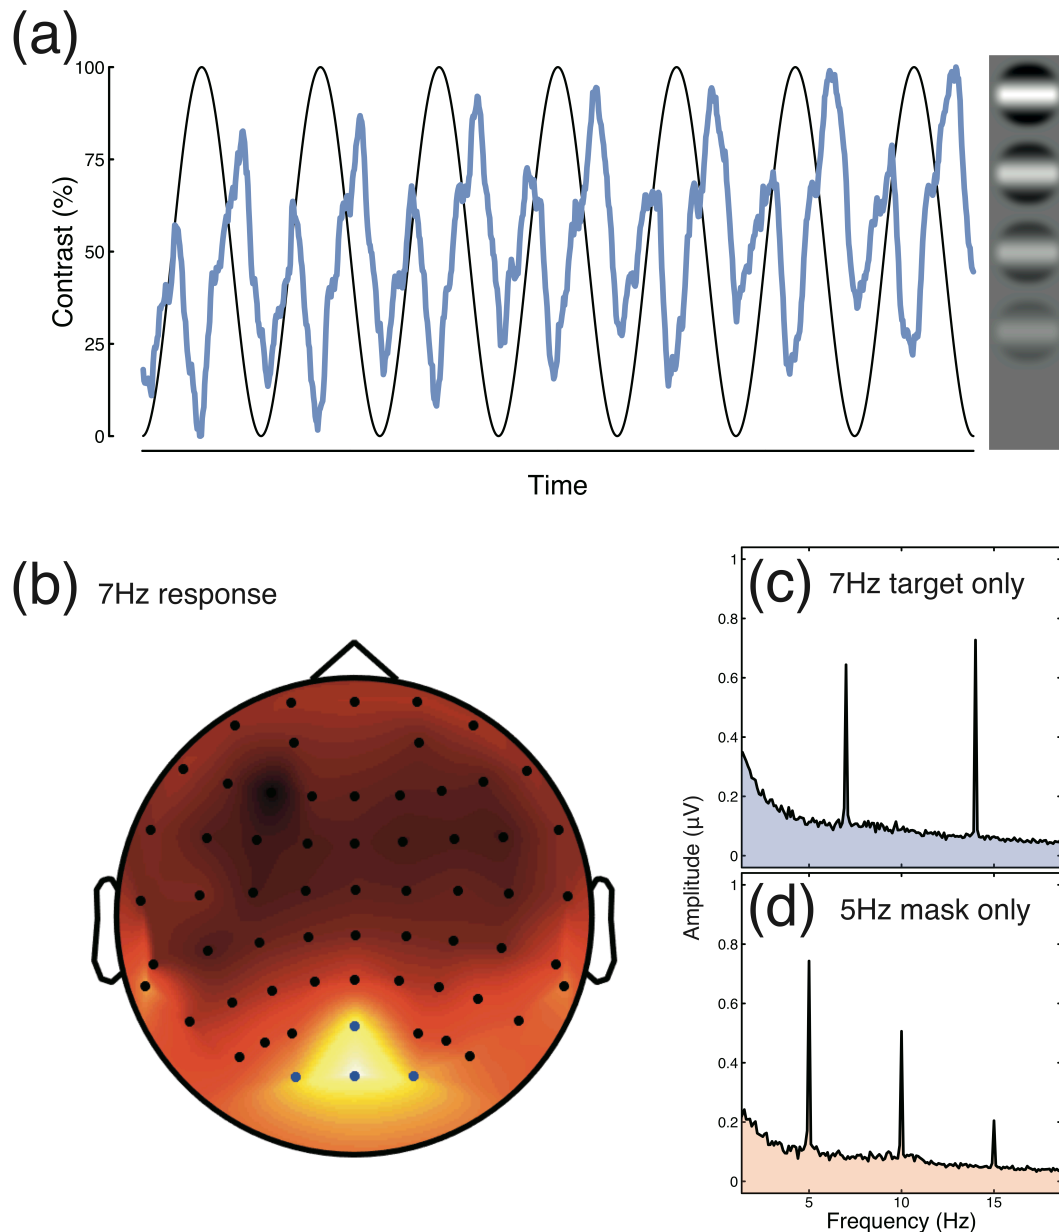 (a)
100
75
50
25
0
Contrast (%)
Time
(b) 7Hz response
(c) 7Hz target only
1
0.8
0.6
0.4
0.2
0
Amplitude (µV)
(d) 5Hz mask only
1
0.8
0.6
0.4
0.2
0
5 10 15
Frequency (Hz)